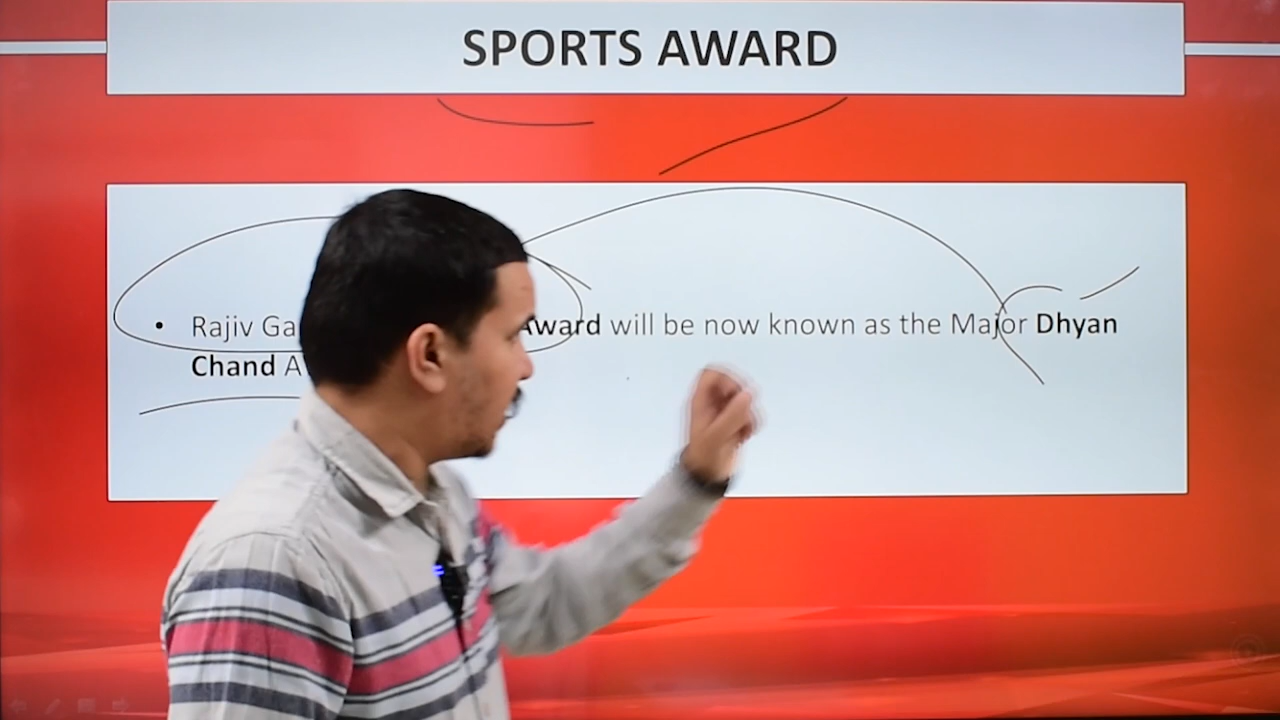 SPORTS AWARD
• Rajiv Ga Award will be now known as the Major Dhyan
Chand A